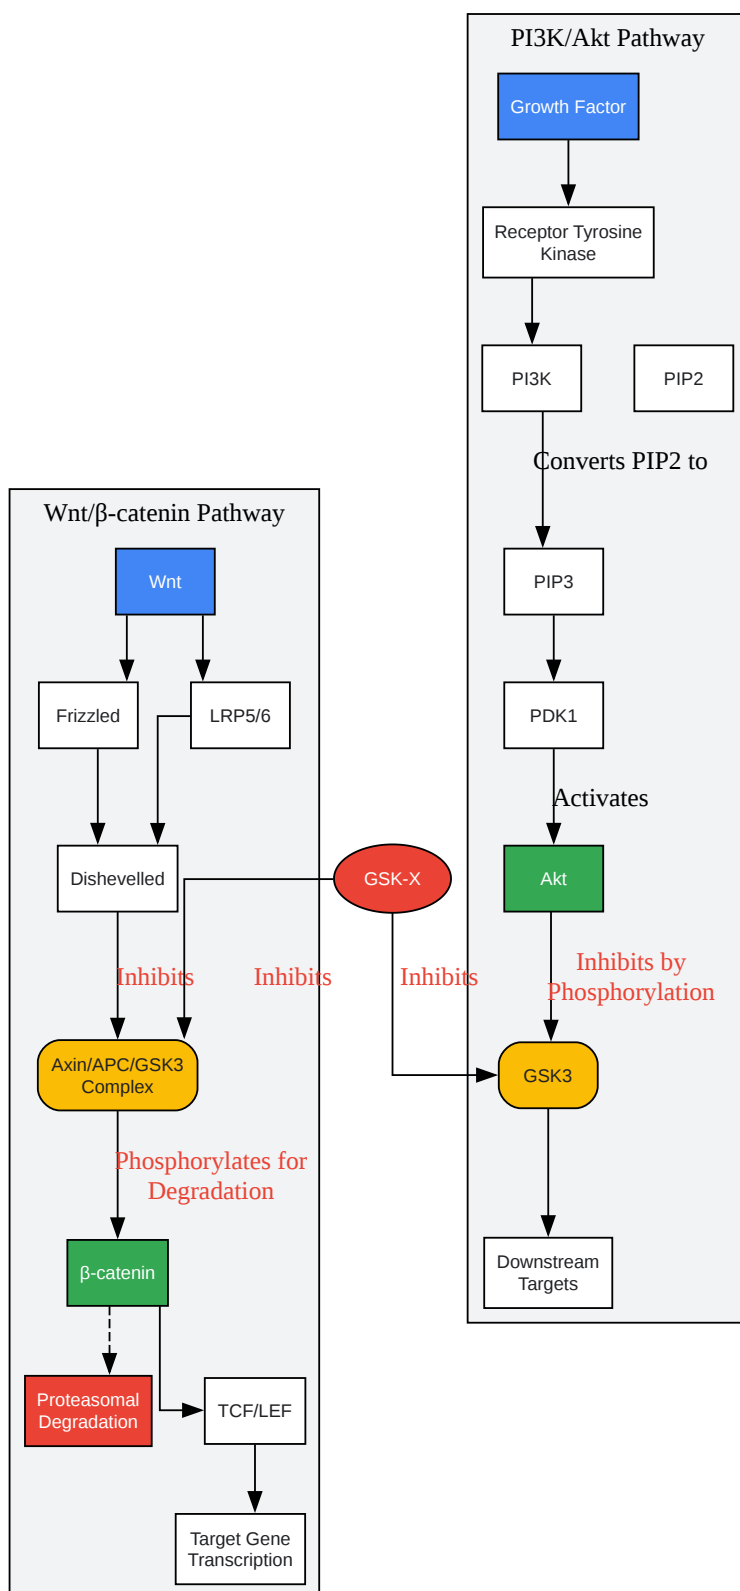 PI3K/Akt Pathway
Growth Factor
Receptor Tyrosine
Kinase
PI3K
PIP2
Converts PIP2 to
PIP3
PDK1
Activates
Akt
Inhibits by
Phosphorylation
GSK3
Downstream
Targets
GSK-X
Inhibits
Inhibits
Wnt/β-catenin Pathway
Wnt
Frizzled
LRP5/6
Dishevelled
Inhibits
Axin/APC/GSK3
Complex
Phosphorylates for
Degradation
β-catenin
Proteasomal
Degradation
TCF/LEF
Target Gene
Transcription